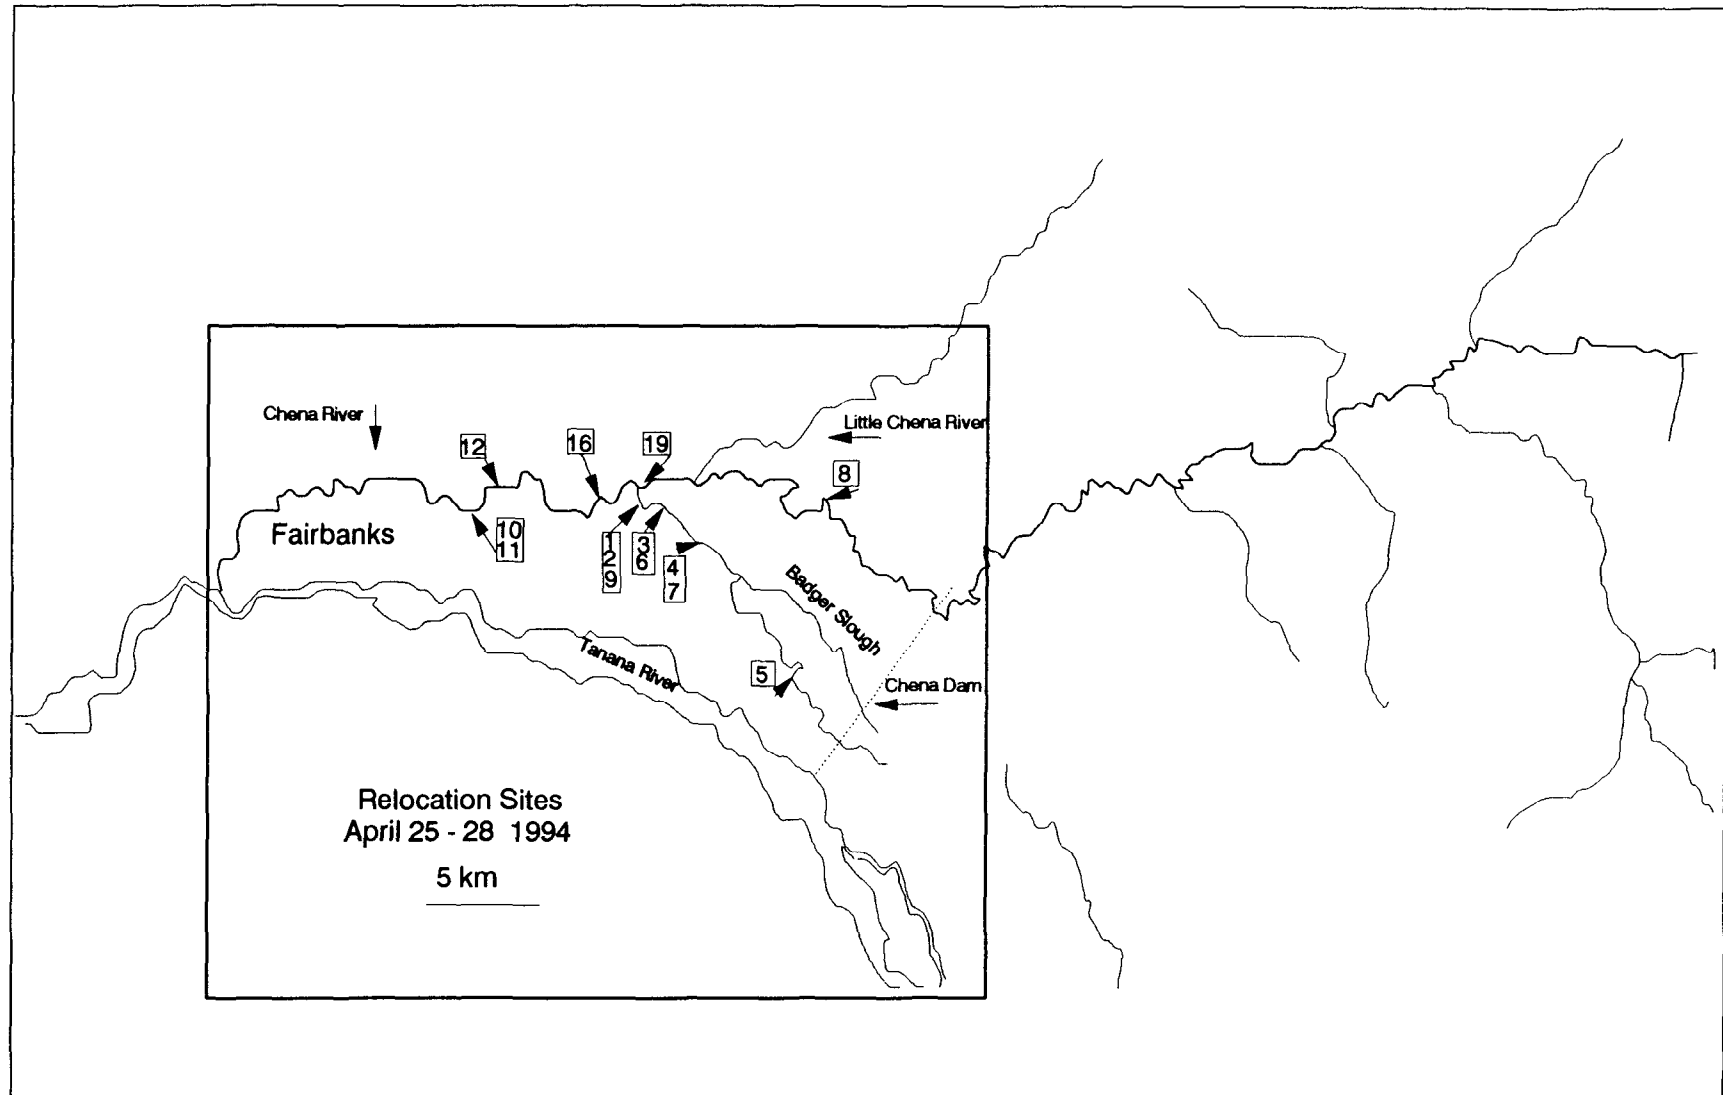 Chena River
Little Chena River
12
16
19
8
10
11
Fairbanks
1
2
9
3
6
4
7
Badger Slough
Tanana River
5
Chena Dam
Relocation Sites
April 25 - 28 1994
5 km